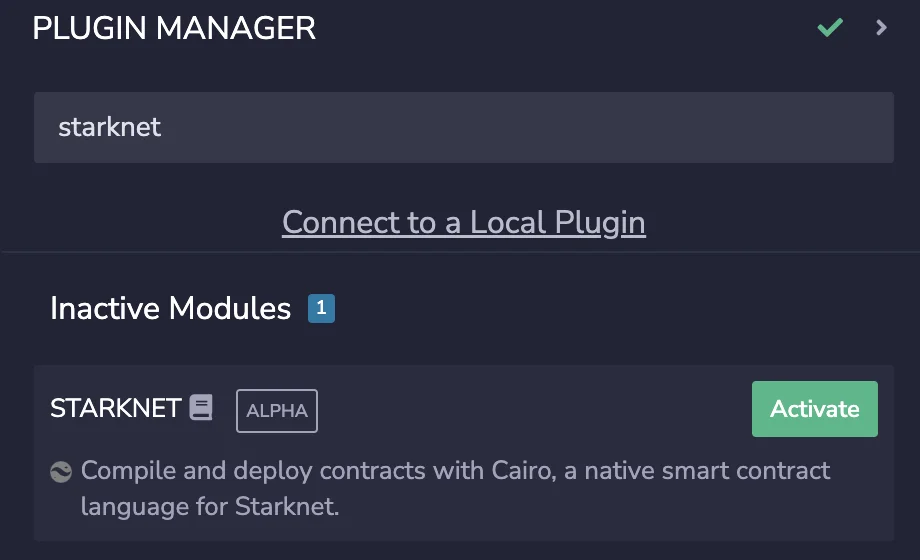 PLUGIN MANAGER
starknet
Connect to a Local Plugin
Inactive Modules 1
STARKNET ALPHA Activate
Compile and deploy contracts with Cairo, a native smart contract
language for Starknet.